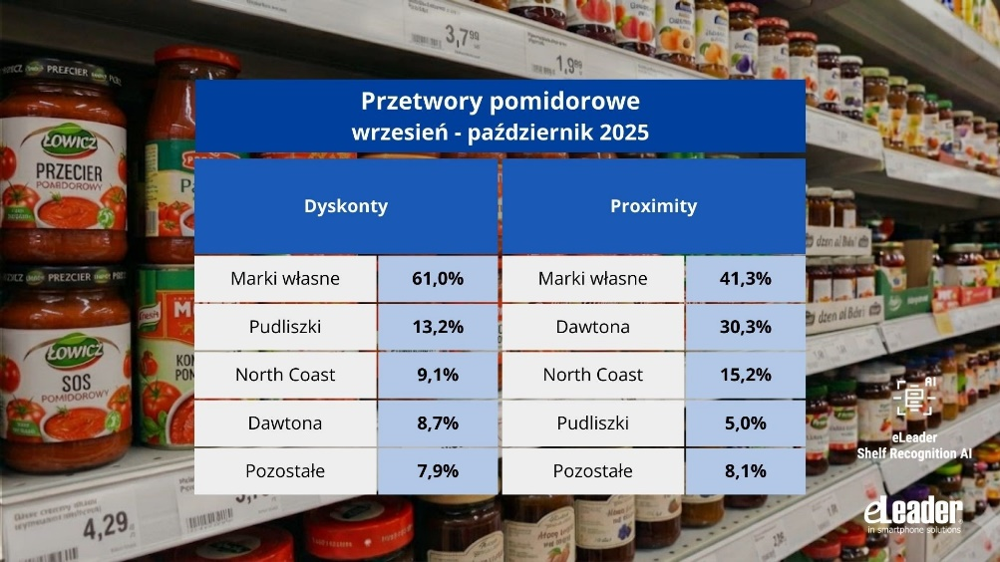 Przetwory pomidorowe
wrzesień - październik 2025
Dyskonty Proximity
Marki własne 61,0% Marki własne 41,3%
Pudliszki 13,2% Dawtona 30,3%
North Coast 9,1% North Coast 15,2%
Dawtona 8,7% Pudliszki 5,0%
Pozostałe 7,9% Pozostałe 8,1%
3,799
1,99
ŁOWICZ
PRZECIER
POMIDOROWY
ŁOWICZ
SOS
POMIDOROWY
4,29
AI
eLeader
Shelf Recognition AI
eLeader
in smartphone solutions